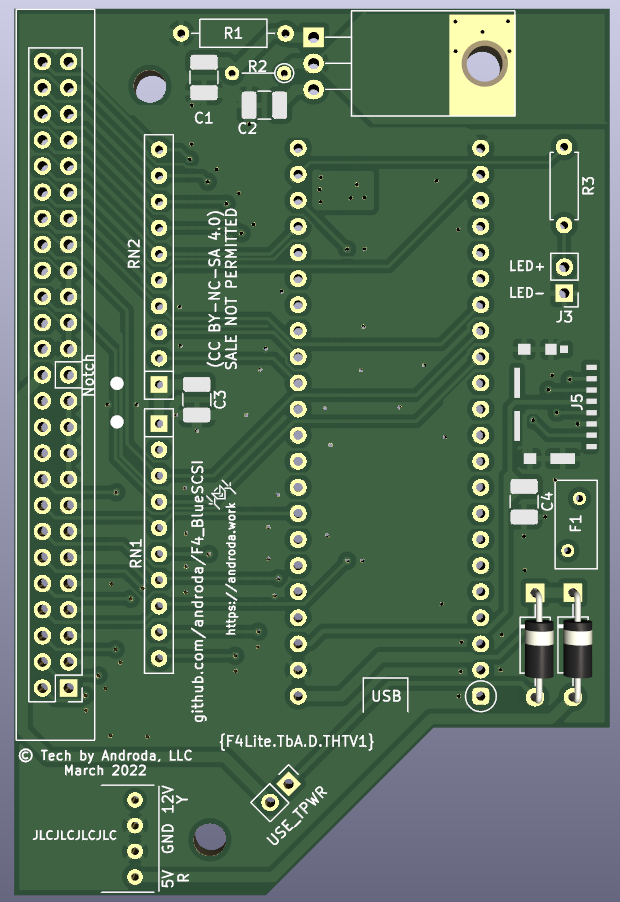 R1
R2
C1
C2
RN2
(CC BY-NC-SA 4.0)
SALE NOT PERMITTED
R3
LED+
LED-
J3
Notch
C3
J5
C4
F1
RN1
github.com/androda/F4_BlueSCSI
https://androda.work
USB
{F4Lite.TbA.D.THTV1}
© Tech by Androda, LLC
March 2022
USE_TPWR
12V
Y
JLCJLCJLCJLC
GND
5V
R